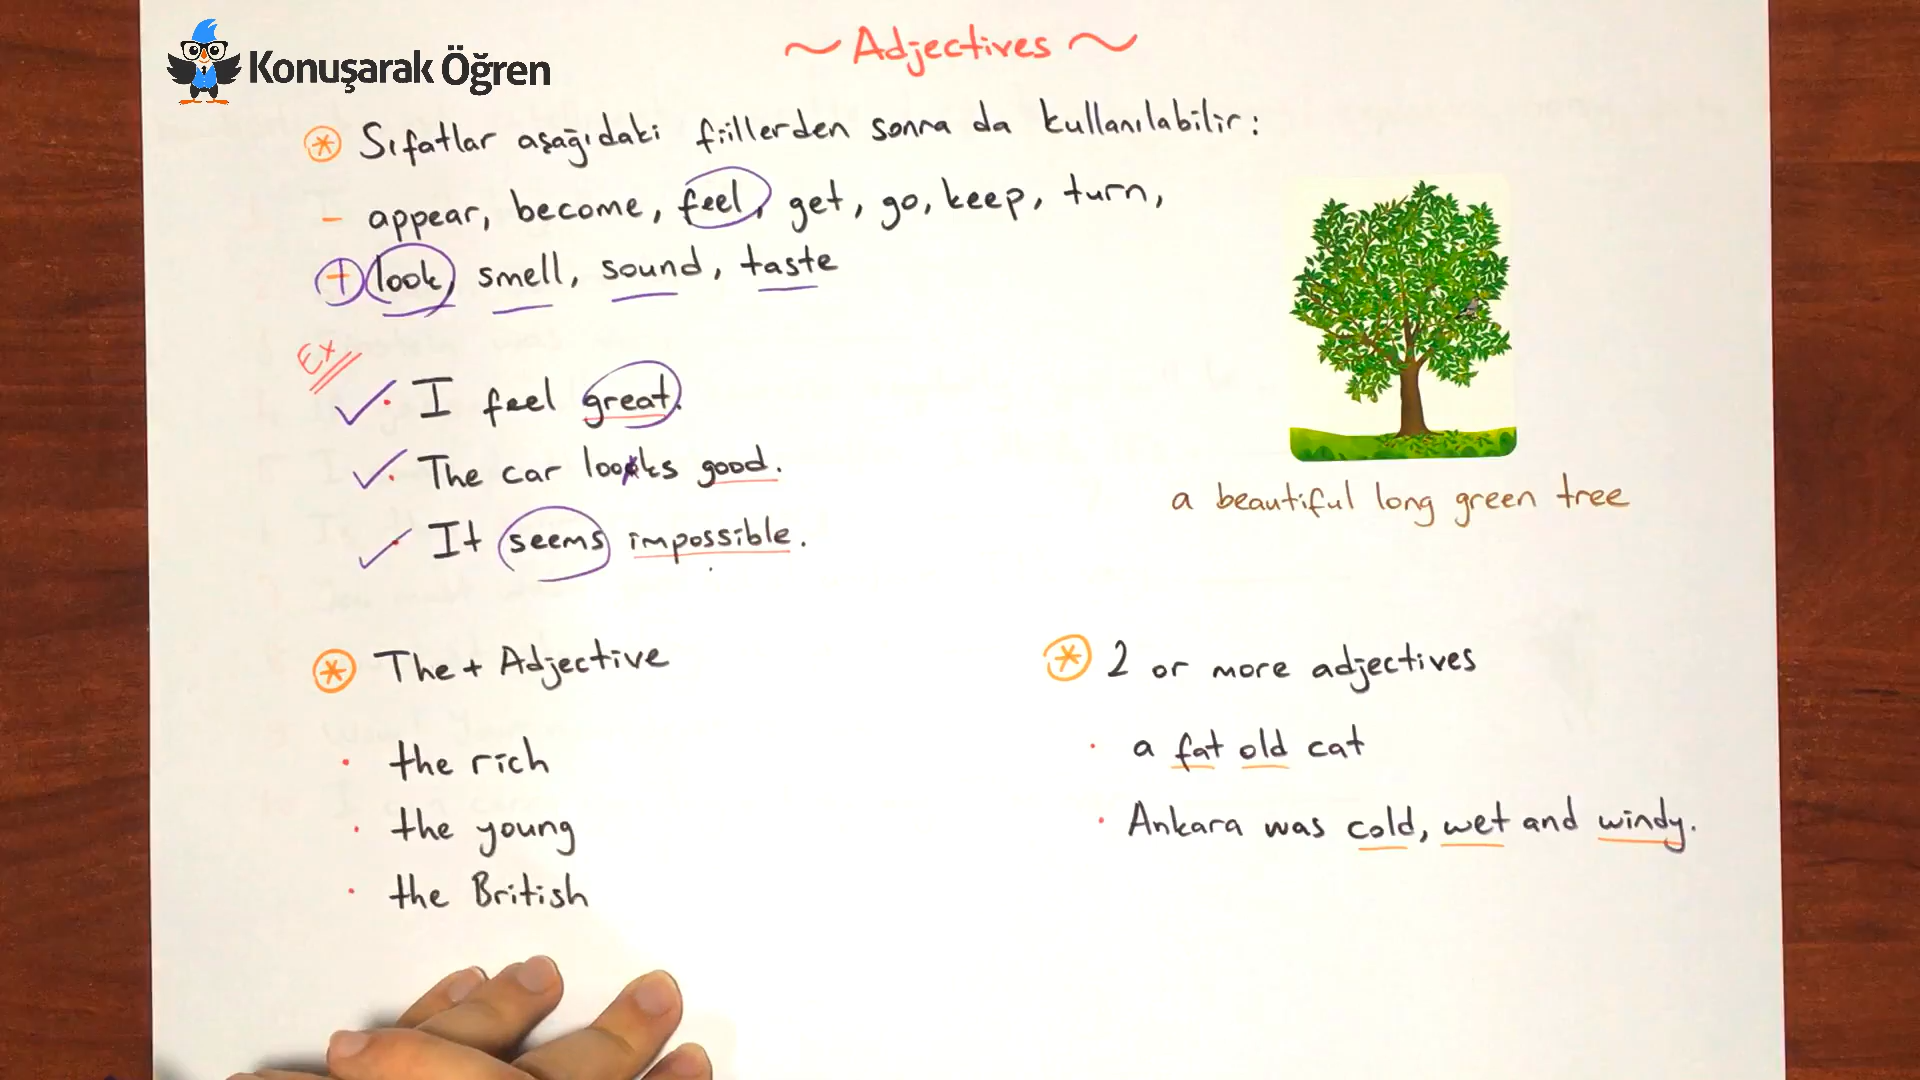 Konuşarak Öğren
~ Adjectives ~
* Sıfatlar aşağıdaki fiillerden sonra da kullanılabilir:
- appear, become, feel, get, go, keep, turn,
+ look, smell, sound, taste
Ex
• I feel great.
• The car looks good.
• It seems impossible.
a beautiful long green tree
* The + Adjective
• the rich
• the young
• the British
* 2 or more adjectives
• a fat old cat
• Ankara was cold, wet and windy.